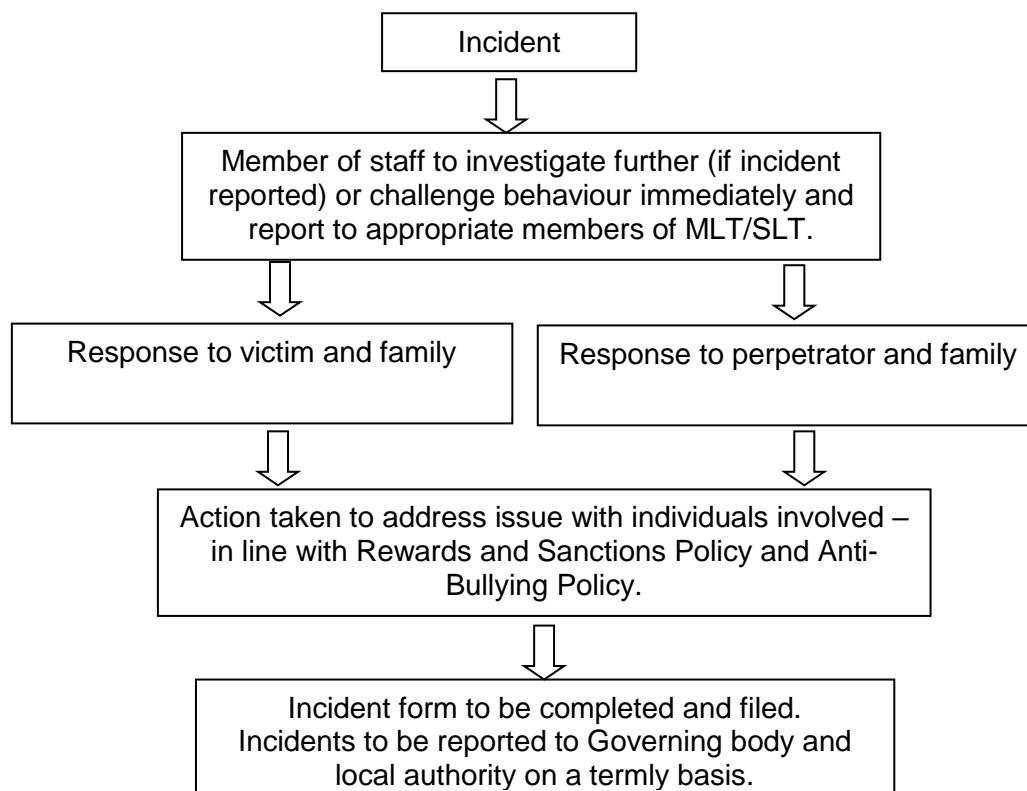 Incident
Member of staff to investigate further (if incident
reported) or challenge behaviour immediately and
report to appropriate members of MLT/SLT.
Response to victim and family
Response to perpetrator and family
Action taken to address issue with individuals involved –
in line with Rewards and Sanctions Policy and Anti-
Bullying Policy.
Incident form to be completed and filed.
Incidents to be reported to Governing body and
local authority on a termly basis.